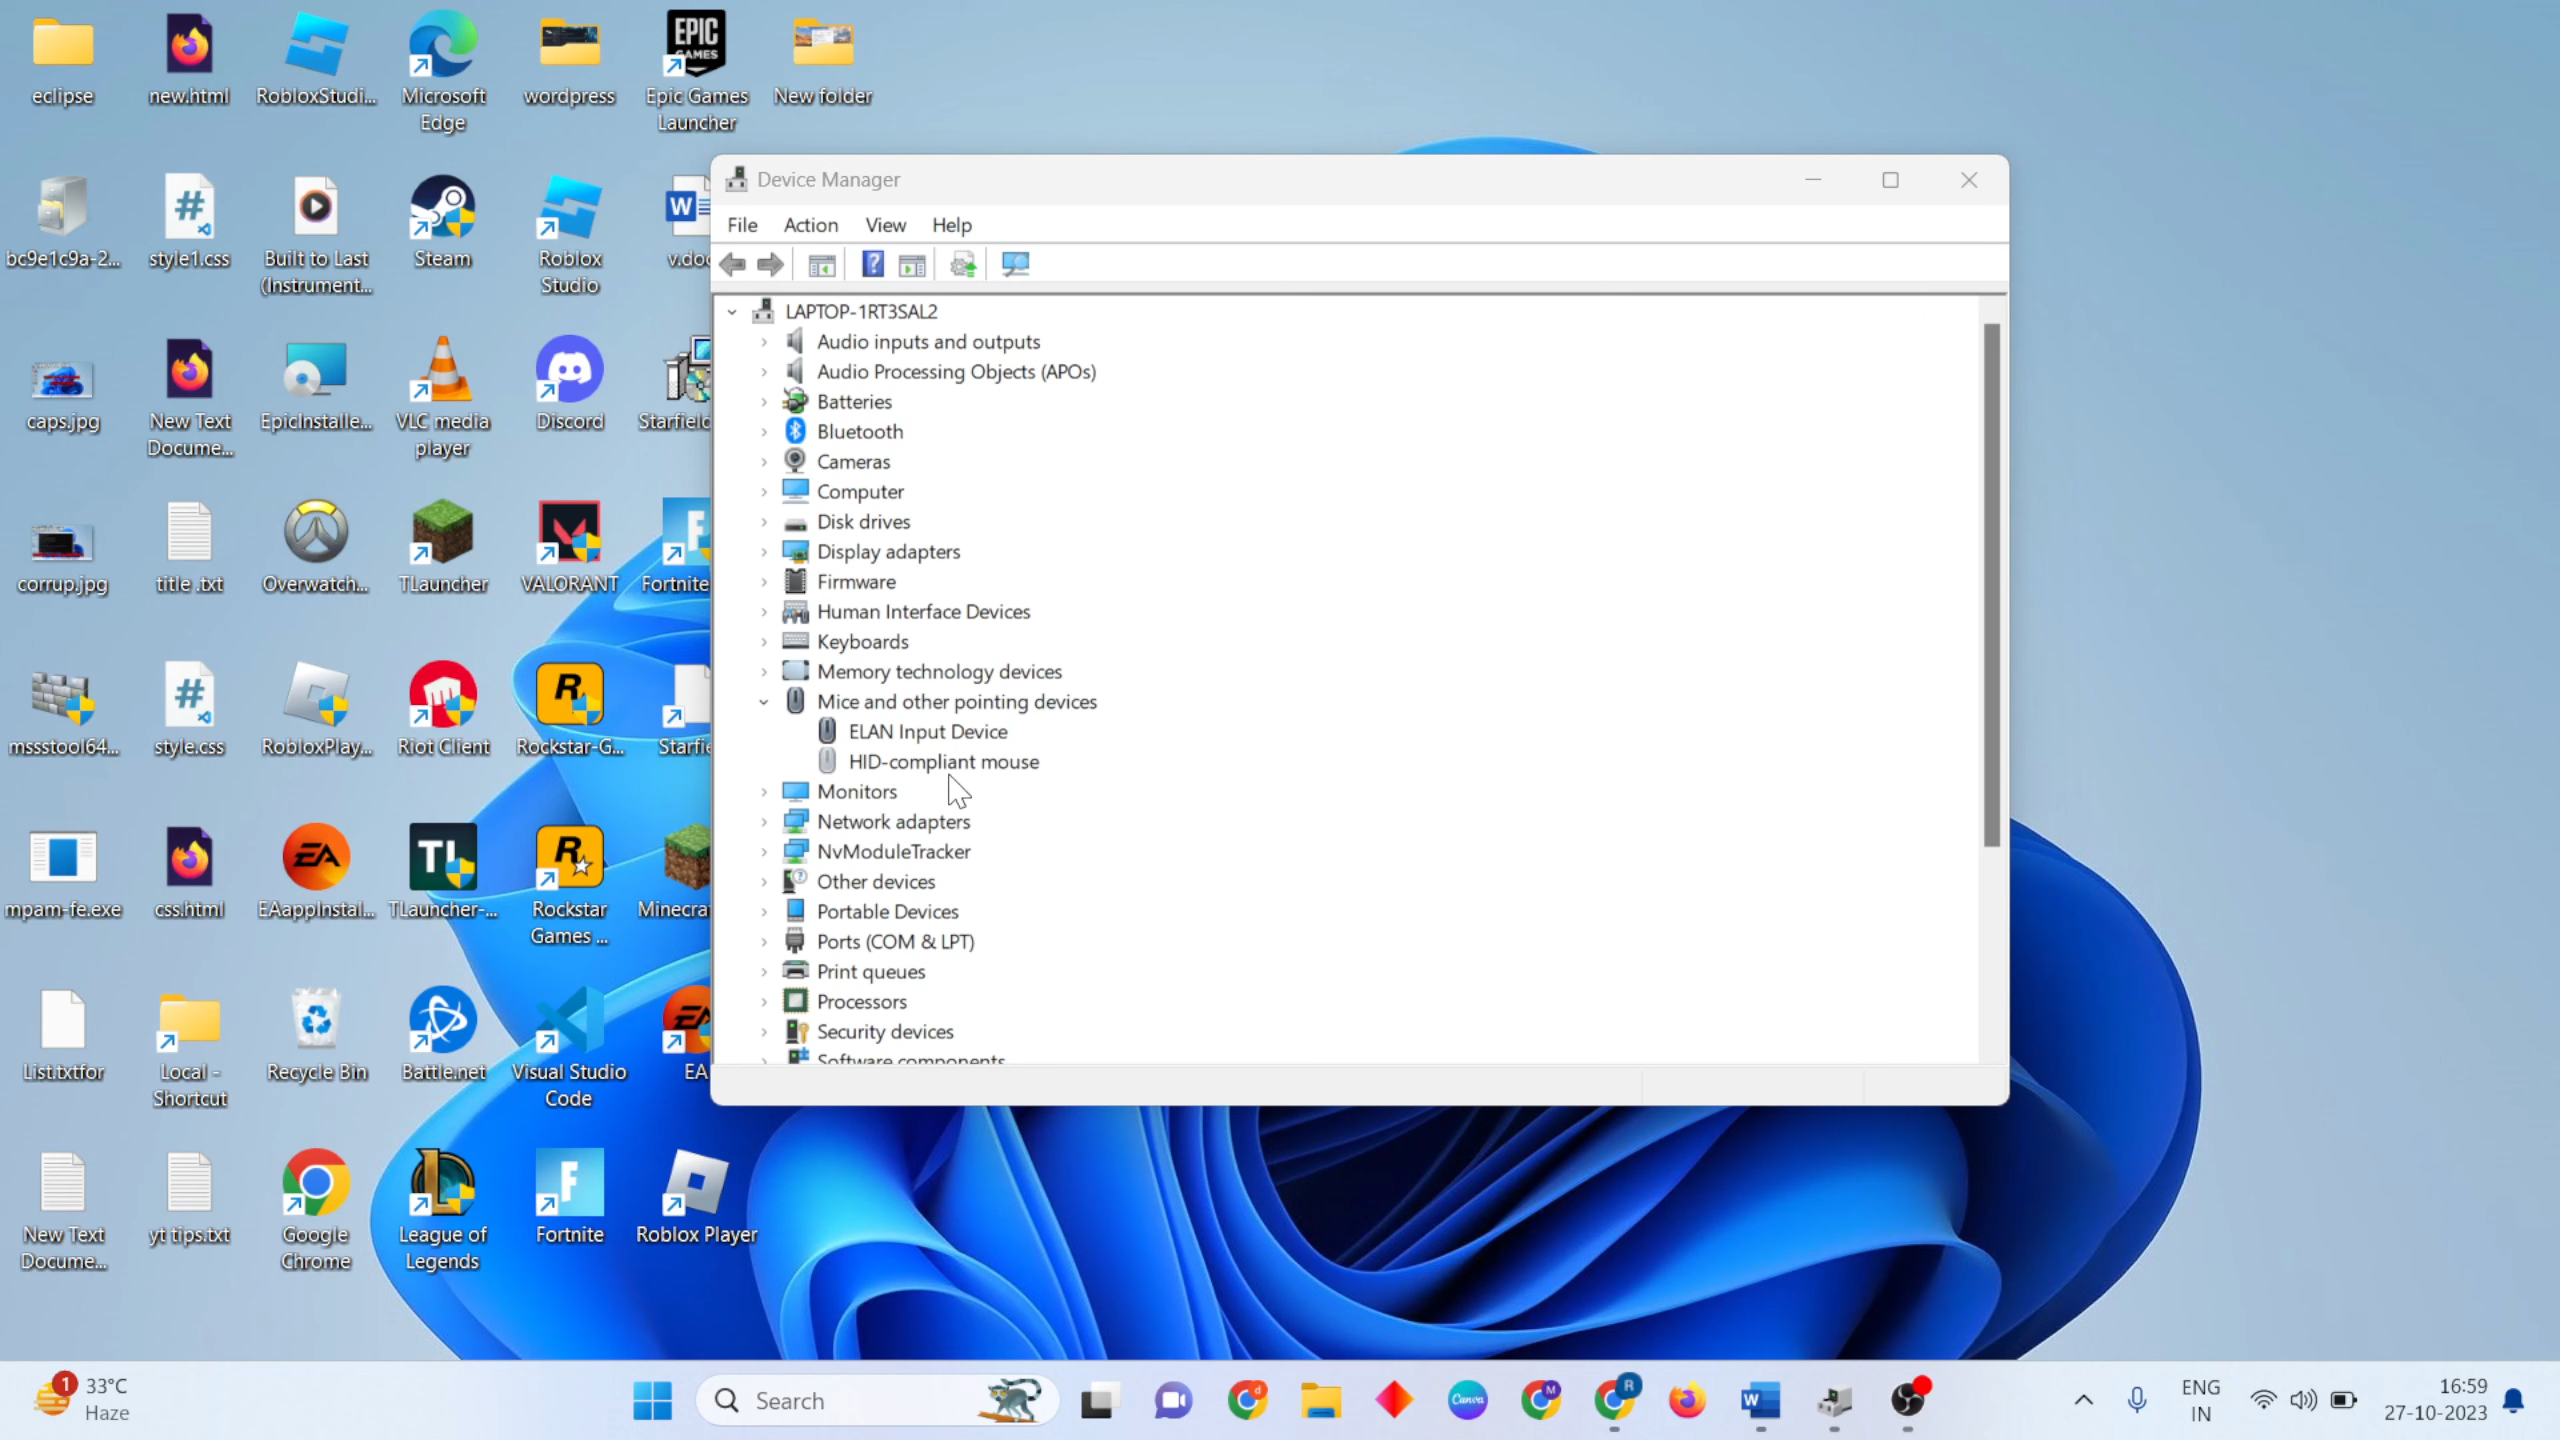 eclipse
new.html
RobloxStudi...
Microsoft
Edge
wordpress
EPIC
GAMES
Epic Games
Launcher
New folder
bc9e1c9a-2...
#
style1.css
Built to Last
(Instrument...
Steam
Roblox
Studio
W
v.doc
caps.jpg
New Text
Docume...
EpicInstalle...
VLC media
player
Discord
Starfield
corrup.jpg
title .txt
Overwatch...
TLauncher
VALORANT
F
Fortnite
mssstool64...
#
style.css
RobloxPlay...
Riot Client
R
Rockstar-G...
Starfie
mpam-fe.exe
css.html
EA
EAappInstal...
TL
TLauncher-...
R
Rockstar
Games ...
Minecra
List.txtfor
Local -
Shortcut
Recycle Bin
Battle.net
Visual Studio
Code
EA
New Text
Docume...
yt tips.txt
Google
Chrome
League of
Legends
F
Fortnite
Roblox Player
Device Manager
File Action View Help
?
LAPTOP-1RT3SAL2
Audio inputs and outputs
Audio Processing Objects (APOs)
Batteries
Bluetooth
Cameras
Computer
Disk drives
Display adapters
Firmware
Human Interface Devices
Keyboards
Memory technology devices
Mice and other pointing devices
ELAN Input Device
HID-compliant mouse
Monitors
Network adapters
NvModuleTracker
Other devices
Portable Devices
Ports (COM & LPT)
Print queues
Processors
Security devices
Software components
1
33°C
Haze
Search
d
Canva
M
R
W
ENG
IN
16:59
27-10-2023